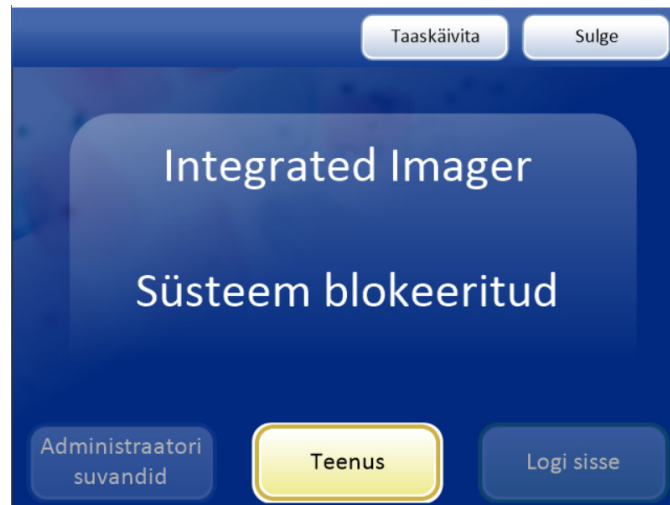 Taaskäivita Sulge
Integrated Imager
Süsteem blokeeritud
Administraatori
suvandid
Teenus
Logi sisse